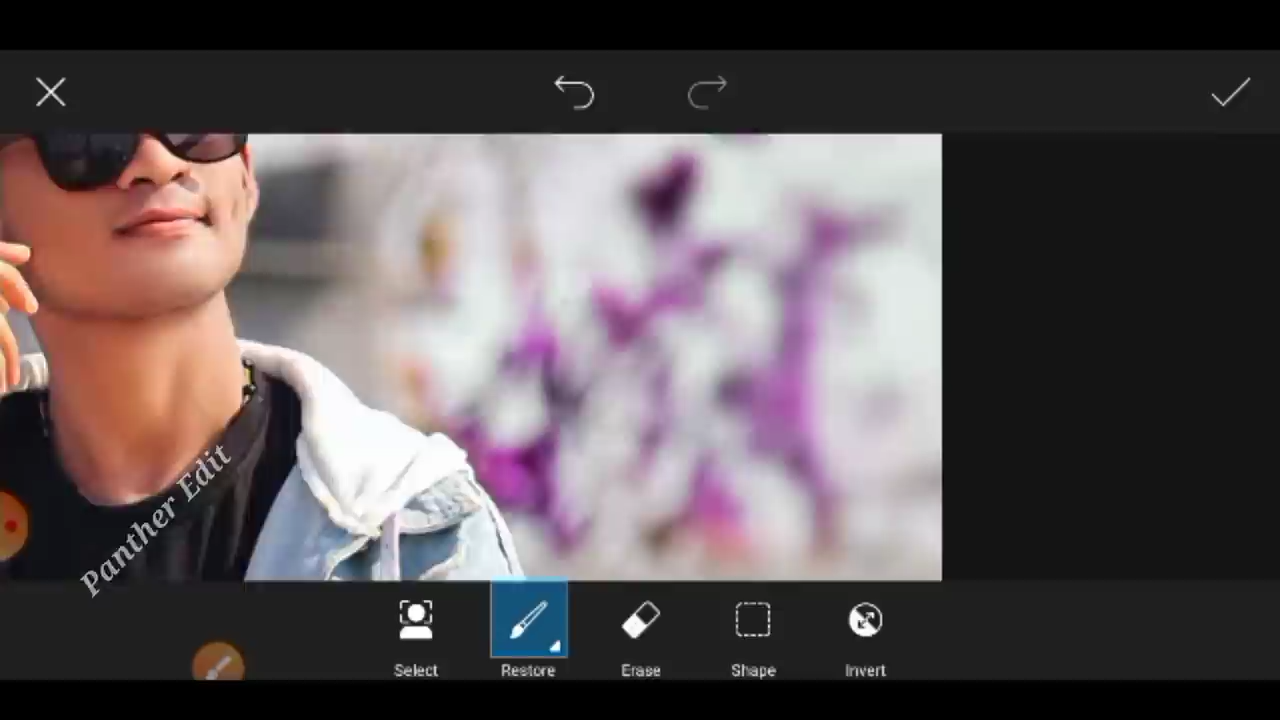 Panther Edit
Select
Restore
Erase
Shape
Invert